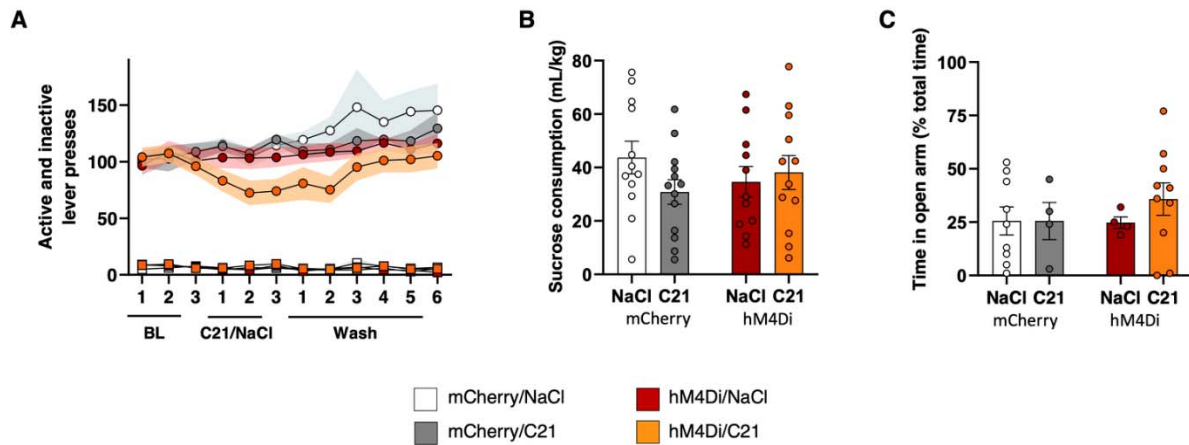 A
Active and inactive
lever presses
150
100
50
0
1 2 3 1 2 3 1 2 3 4 5 6
BL C21/NaCl Wash
B
Sucrose consumption (mL/kg)
80
60
40
20
0
NaCl C21 NaCl C21
mCherry hM4Di
C
Time in open arm (% total time)
100
75
50
25
0
NaCl C21 NaCl C21
mCherry hM4Di
mCherry/NaCl hM4Di/NaCl
mCherry/C21 hM4Di/C21